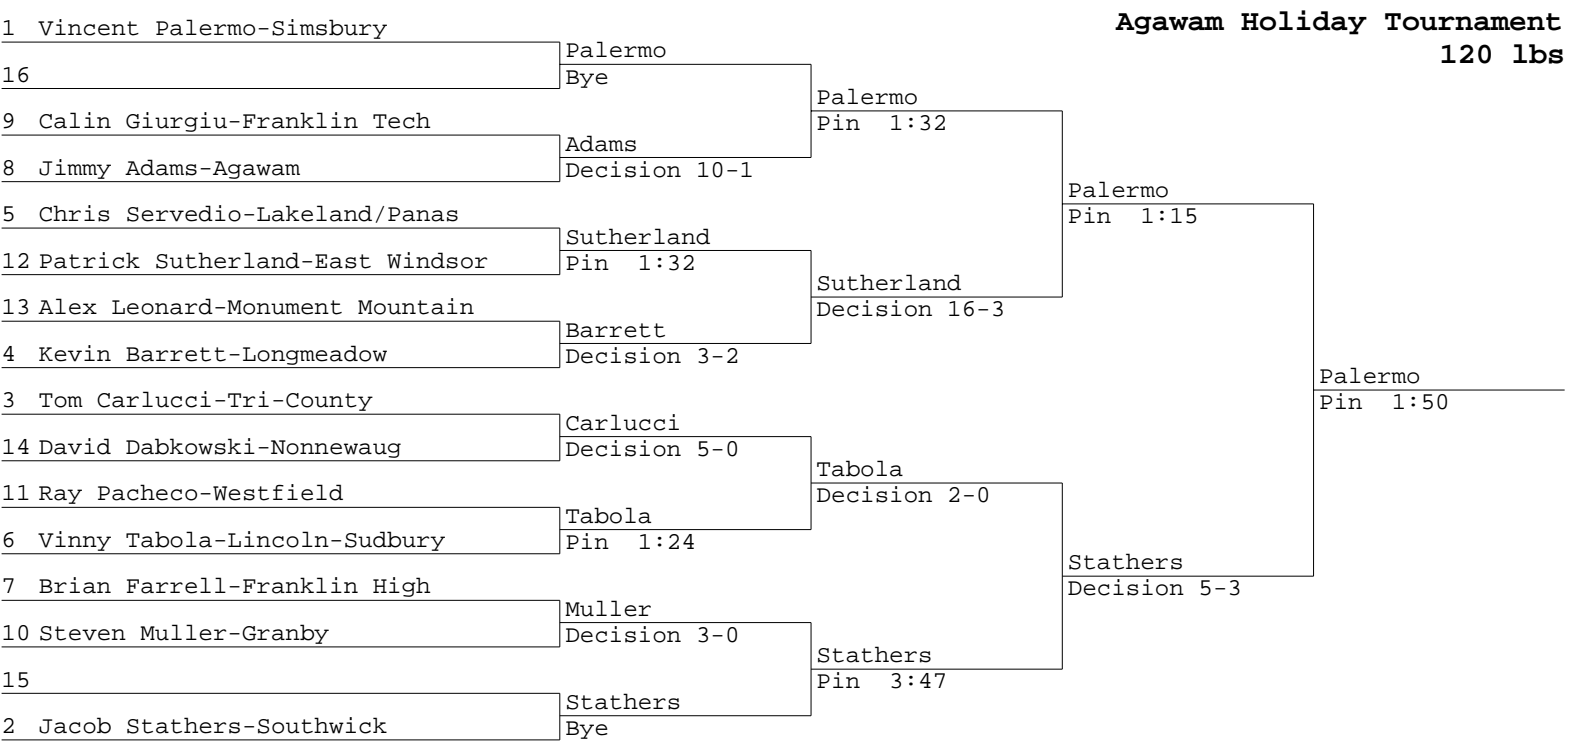 Agawam Holiday Tournament
120 lbs
1 Vincent Palermo-Simsbury
16
9 Calin Giurgiu-Franklin Tech
8 Jimmy Adams-Agawam
5 Chris Servedio-Lakeland/Panas
12 Patrick Sutherland-East Windsor
13 Alex Leonard-Monument Mountain
4 Kevin Barrett-Longmeadow
3 Tom Carlucci-Tri-County
14 David Dabkowski-Nonnewaug
11 Ray Pacheco-Westfield
6 Vinny Tabola-Lincoln-Sudbury
7 Brian Farrell-Franklin High
10 Steven Muller-Granby
15
2 Jacob Stathers-Southwick
Palermo
Bye
Adams
Decision 10-1
Sutherland
Pin 1:32
Barrett
Decision 3-2
Carlucci
Decision 5-0
Tabola
Pin 1:24
Muller
Decision 3-0
Stathers
Bye
Palermo
Pin 1:32
Sutherland
Decision 16-3
Tabola
Decision 2-0
Stathers
Pin 3:47
Palermo
Pin 1:15
Stathers
Decision 5-3
Palermo
Pin 1:50